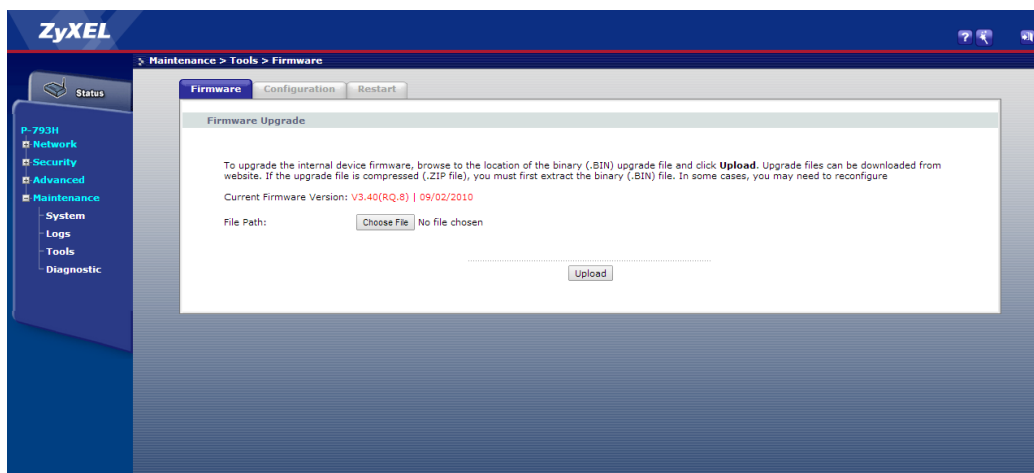 ZyXEL
Maintenance > Tools > Firmware
Status
P-793H
Network
Security
Advanced
Maintenance
System
Logs
Tools
Diagnostic
Firmware Configuration Restart
Firmware Upgrade
To upgrade the internal device firmware, browse to the location of the binary (.BIN) upgrade file and click Upload. Upgrade files can be downloaded from
website. If the upgrade file is compressed (.ZIP file), you must first extract the binary (.BIN) file. In some cases, you may need to reconfigure
Current Firmware Version: V3.40(RQ.8) | 09/02/2010
File Path: Choose File No file chosen
Upload